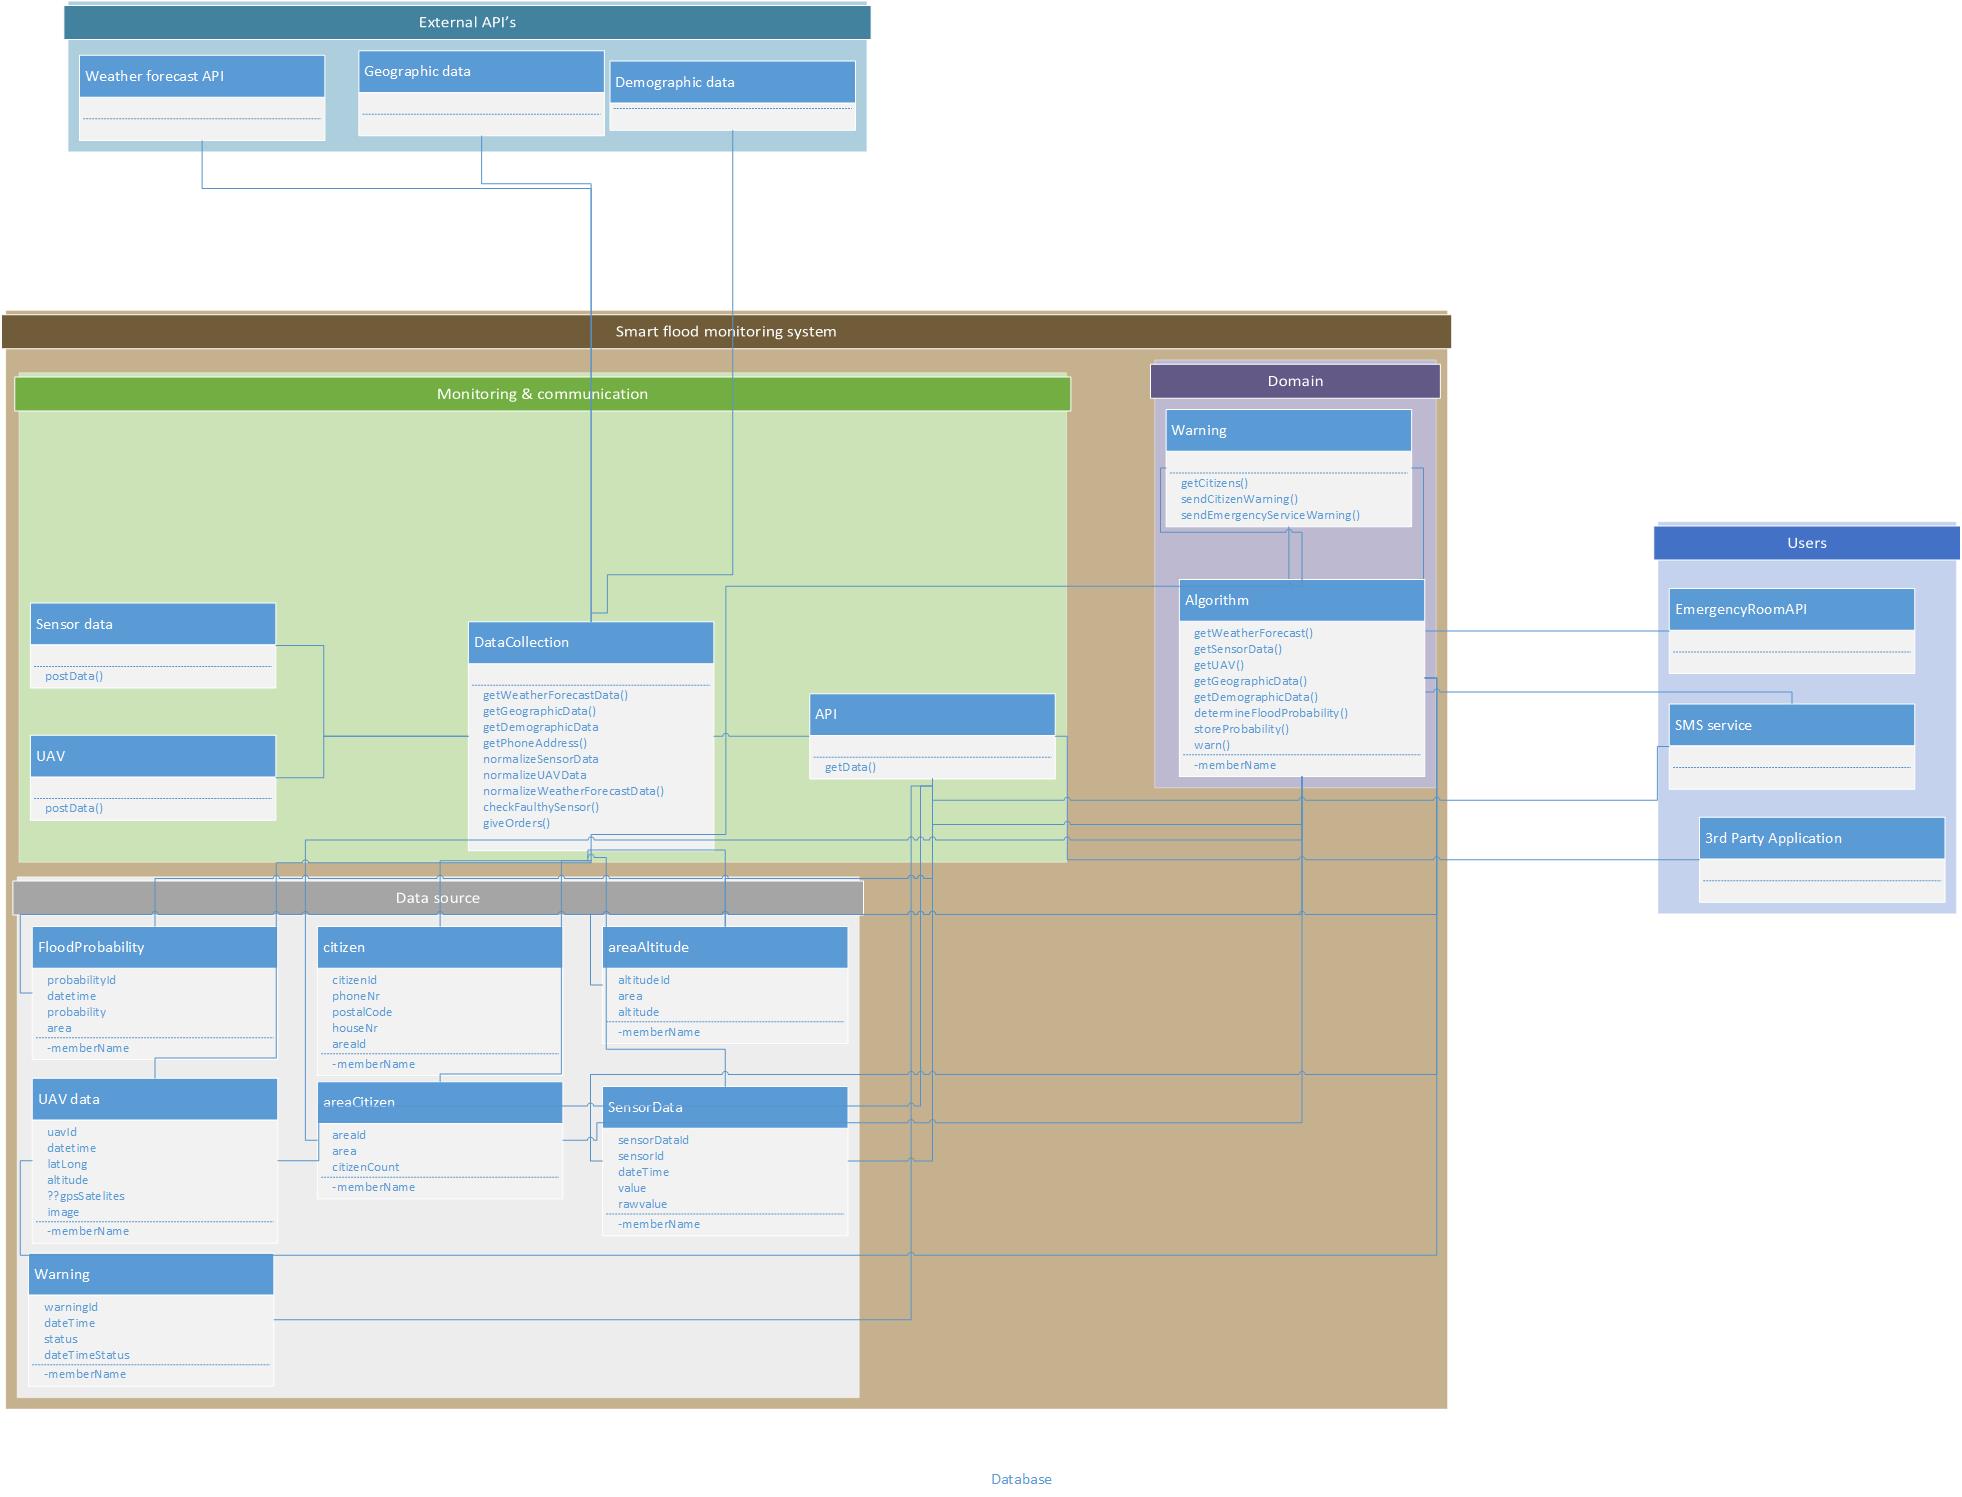 External API's
Weather forecast API
Geographic data
Demographic data
Smart flood monitoring system
Monitoring & communication
Domain
Warning
getCitizens()
sendCitizenWarning()
sendEmergencyServiceWarning()
Users
Sensor data
postData()
UAV
postData()
DataCollection
getWeatherForecastData()
getGeographicData()
getDemographicData
getPhoneAddress()
normalizeSensorData
normalizeUAVData
normalizeWeatherForecastData()
checkFaulthySensor()
giveOrders()
API
getData()
Algorithm
getWeatherForecast()
getSensorData()
getUAV()
getGeographicData()
getDemographicData()
determineFloodProbability()
storeProbability()
warn()
-memberName
EmergencyRoomAPI
SMS service
3rd Party Application
Data source
FloodProbability
probabilityId
datetime
probability
area
-memberName
citizen
citizenId
phoneNr
postalCode
houseNr
areaId
-memberName
areaAltitude
altitudeId
area
altitude
-memberName
UAV data
uavId
datetime
latLong
altitude
??gpsSatelites
image
-memberName
areaCitizen
areaId
area
citizenCount
-memberName
SensorData
sensorDataId
sensorId
dateTime
value
rawvalue
-memberName
Warning
warningId
dateTime
status
dateTimeStatus
-memberName
Database